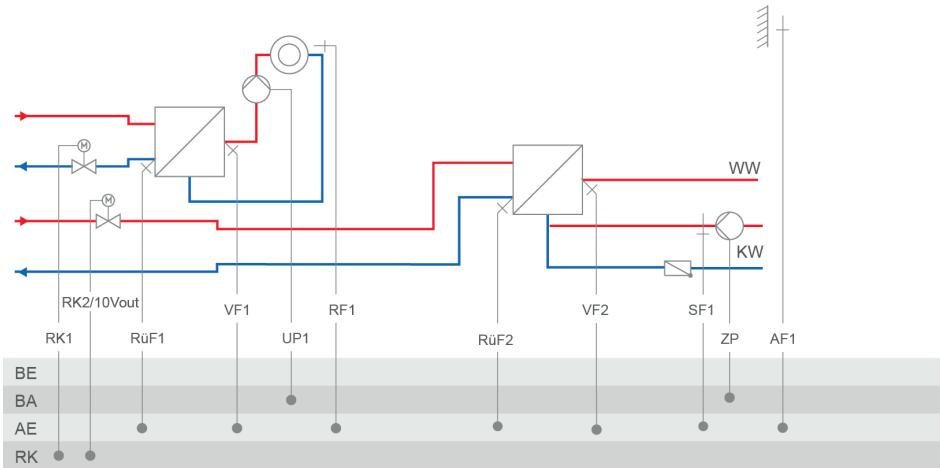 M
M
WW
KW
RK2/10Vout
VF1
RF1
VF2
SF1
RK1
RüF1
UP1
RüF2
ZP
AF1
BE
BA
AE
RK